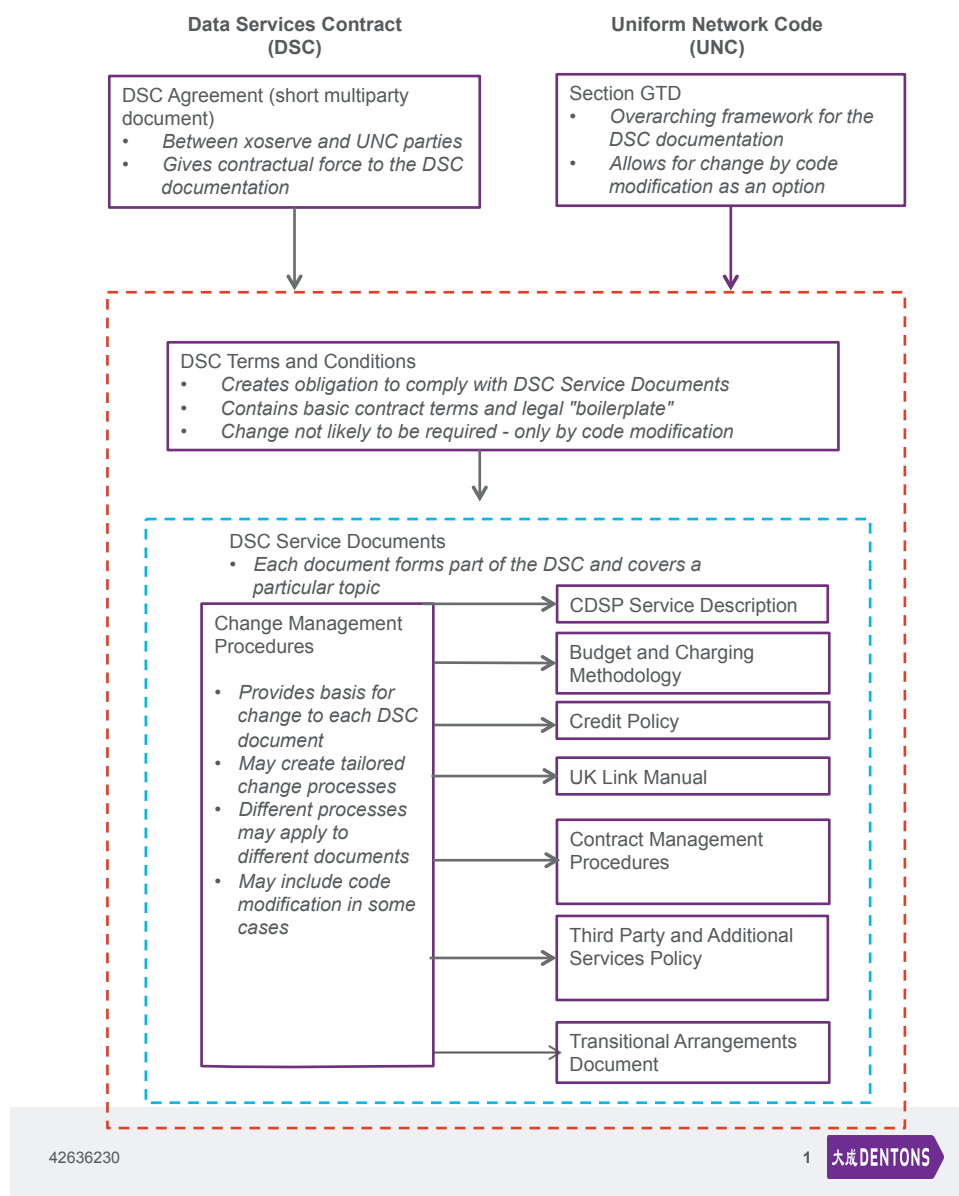 Data Services Contract
(DSC)
Uniform Network Code
(UNC)
DSC Agreement (short multiparty
document)
• Between xoserve and UNC parties
• Gives contractual force to the DSC
documentation
Section GTD
• Overarching framework for the
DSC documentation
• Allows for change by code
modification as an option
DSC Terms and Conditions
• Creates obligation to comply with DSC Service Documents
• Contains basic contract terms and legal "boilerplate"
• Change not likely to be required - only by code modification
DSC Service Documents
• Each document forms part of the DSC and covers a
particular topic
Change Management
Procedures
• Provides basis for
change to each DSC
document
• May create tailored
change processes
• Different processes
may apply to
different documents
• May include code
modification in some
cases
CDSP Service Description
Budget and Charging
Methodology
Credit Policy
UK Link Manual
Contract Management
Procedures
Third Party and Additional
Services Policy
Transitional Arrangements
Document
42636230
1
大成 DENTONS